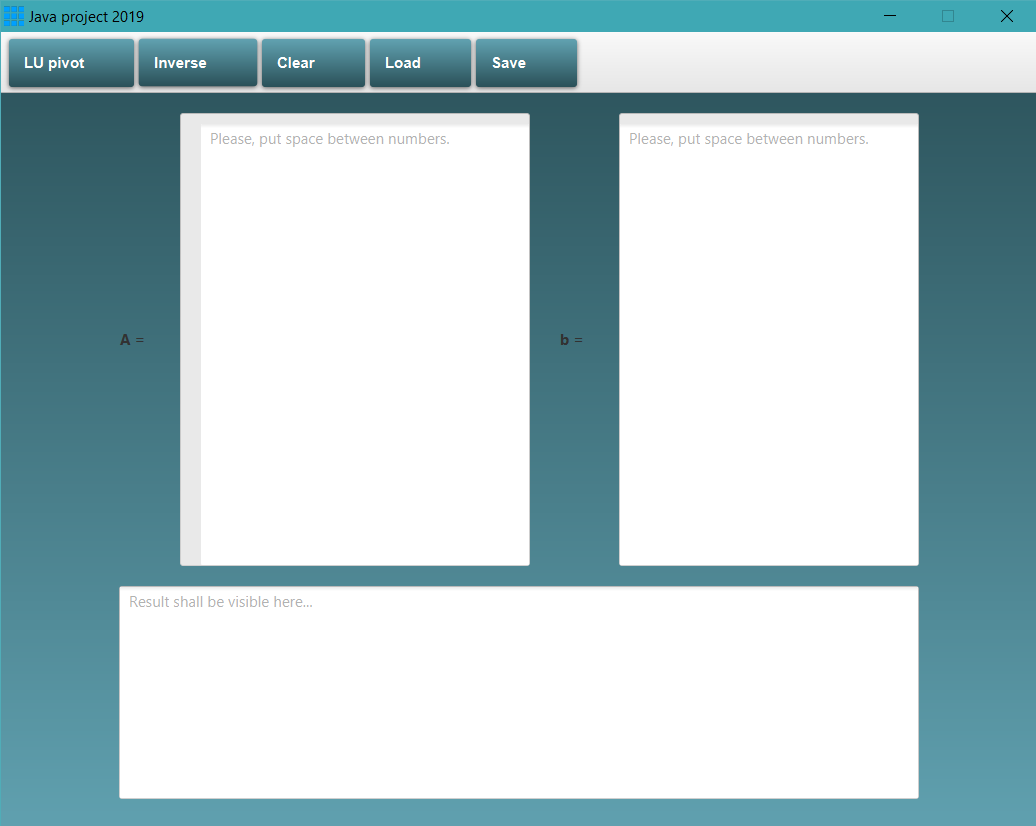 Java project 2019
LU pivot Inverse Clear Load Save
Please, put space between numbers. Please, put space between numbers.
A = b =
Result shall be visible here...